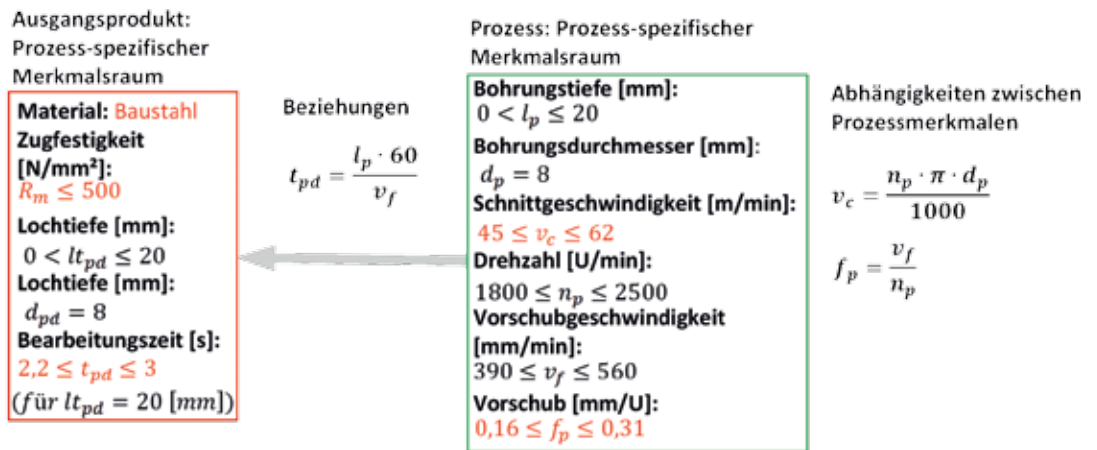 Ausgangsprodukt:
Prozess-spezifischer
Merkmalsraum
Material: Baustahl
Zugfestigkeit
[N/mm²]:
R_m ≤ 500
Lochtiefe [mm]:
0 < lt_pd ≤ 20
Lochtiefe [mm]:
d_pd = 8
Bearbeitungszeit [s]:
2,2 ≤ t_pd ≤ 3
(für lt_pd = 20 [mm])
Beziehungen
t_pd = l_p · 60 / v_f
Prozess: Prozess-spezifischer
Merkmalsraum
Bohrungstiefe [mm]:
0 < l_p ≤ 20
Bohrungsdurchmesser [mm]:
d_p = 8
Schnittgeschwindigkeit [m/min]:
45 ≤ v_c ≤ 62
Drehzahl [U/min]:
1800 ≤ n_p ≤ 2500
Vorschubgeschwindigkeit
[mm/min]:
390 ≤ v_f ≤ 560
Vorschub [mm/U]:
0,16 ≤ f_p ≤ 0,31
Abhängigkeiten zwischen
Prozessmerkmalen
v_c = n_p · π · d_p / 1000
f_p = v_f / n_p